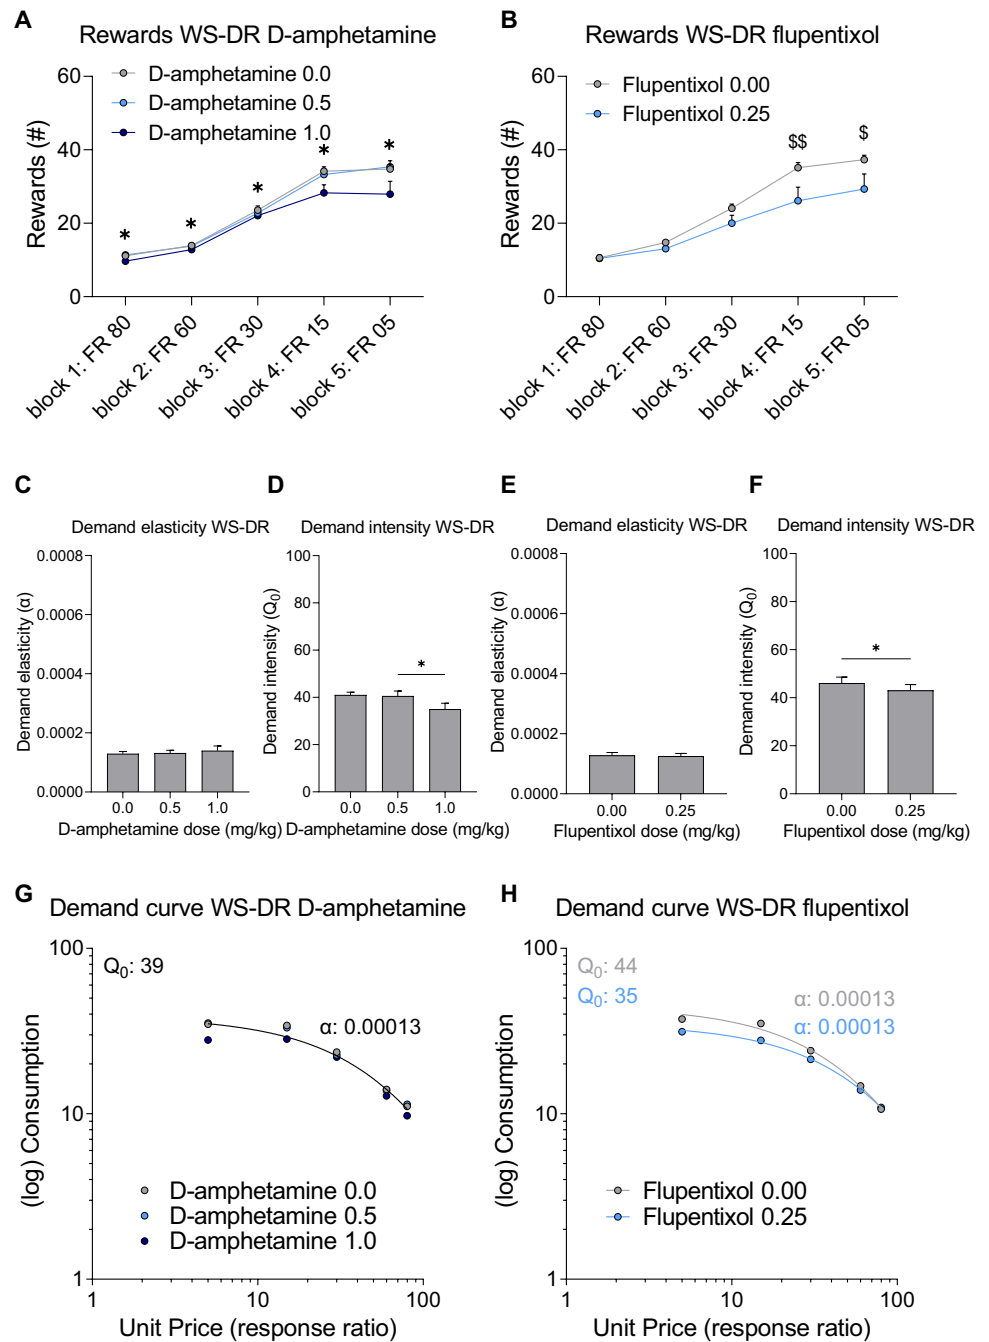 A
Rewards WS-DR D-amphetamine
Rewards (#)
60
40
20
0
D-amphetamine 0.0
D-amphetamine 0.5
D-amphetamine 1.0
*
*
*
*
*
block 1: FR 80
block 2: FR 60
block 3: FR 30
block 4: FR 15
block 5: FR 05
B
Rewards WS-DR flupentixol
Rewards (#)
60
40
20
0
Flupentixol 0.00
Flupentixol 0.25
$$
$
block 1: FR 80
block 2: FR 60
block 3: FR 30
block 4: FR 15
block 5: FR 05
C
Demand elasticity WS-DR
Demand elasticity (α)
0.0008
0.0006
0.0004
0.0002
0.0000
0.0
0.5
1.0
D-amphetamine dose (mg/kg)
D
Demand intensity WS-DR
Demand intensity (Q0)
100
80
60
40
20
0
*
0.0
0.5
1.0
D-amphetamine dose (mg/kg)
E
Demand elasticity WS-DR
Demand elasticity (α)
0.0008
0.0006
0.0004
0.0002
0.0000
0.00
0.25
Flupentixol dose (mg/kg)
F
Demand intensity WS-DR
Demand intensity (Q0)
100
80
60
40
20
0
*
0.00
0.25
Flupentixol dose (mg/kg)
G
Demand curve WS-DR D-amphetamine
(log) Consumption
100
10
1
Q0: 39
α: 0.00013
D-amphetamine 0.0
D-amphetamine 0.5
D-amphetamine 1.0
1
10
100
Unit Price (response ratio)
H
Demand curve WS-DR flupentixol
(log) Consumption
100
10
1
Q0: 44
Q0: 35
α: 0.00013
α: 0.00013
Flupentixol 0.00
Flupentixol 0.25
1
10
100
Unit Price (response ratio)